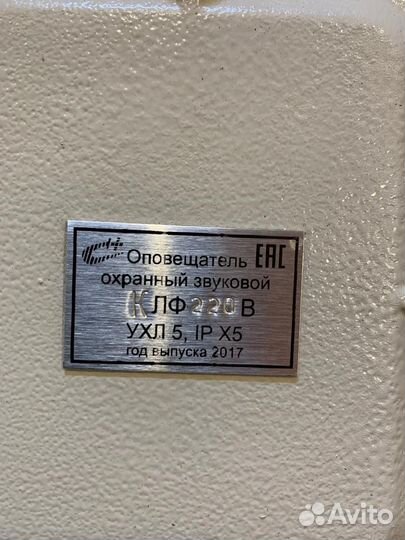 Оповещатель EAC
охранный звуковой
КЛФ 220 В
УХЛ 5, IP X5
год выпуска 2017
Avito